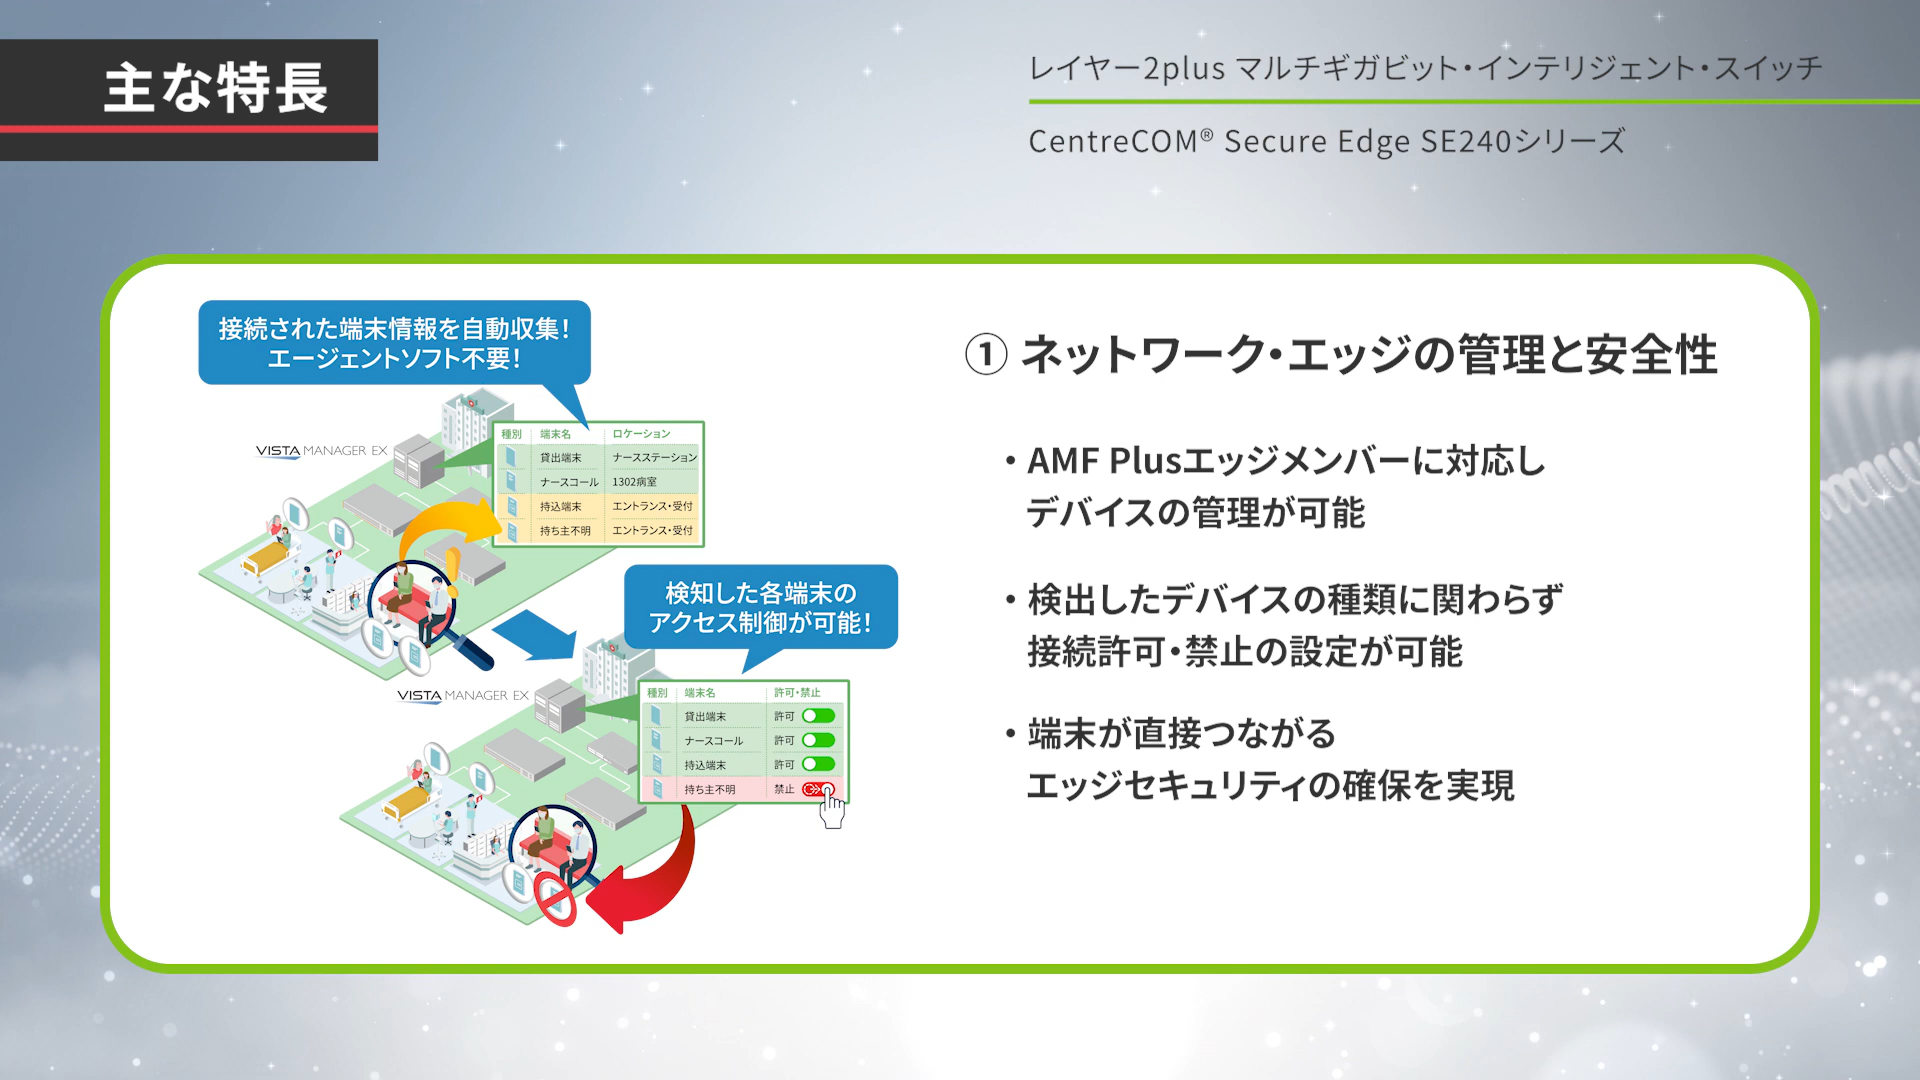 主な特長
レイヤー2plus マルチギガビット・インテリジェント・スイッチ
CentreCOM® Secure Edge SE240シリーズ
接続された端末情報を自動収集!
エージェントソフト不要!
VISTA MANAGER EX
種別 端末名 ロケーション
貸出端末 ナースステーション
ナースコール 1302病室
持込端末 エントランス・受付
持ち主不明 エントランス・受付
検知した各端末の
アクセス制御が可能!
VISTA MANAGER EX
種別 端末名 許可・禁止
貸出端末 許可
ナースコール 許可
持込端末 許可
持ち主不明 禁止
① ネットワーク・エッジの管理と安全性
・AMF Plusエッジメンバーに対応し
デバイスの管理が可能
・検出したデバイスの種類に関わらず
接続許可・禁止の設定が可能
・端末が直接つながる
エッジセキュリティの確保を実現